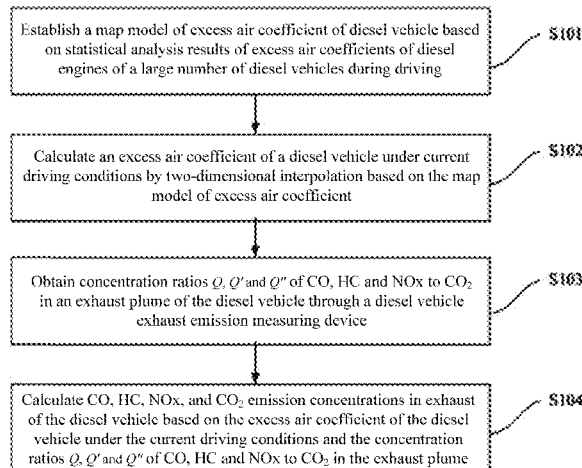 Establish a map model of excess air coefficient of diesel vehicle based
on statistical analysis results of excess air coefficients of diesel
engines of a large number of diesel vehicles during driving
S101
Calculate an excess air coefficient of a diesel vehicle under current
driving conditions by two-dimensional interpolation based on the map
model of excess air coefficient
S102
Obtain concentration ratios Q, Q' and Q'' of CO, HC and NOx to CO₂
in an exhaust plume of the diesel vehicle through a diesel vehicle
exhaust emission measuring device
S103
Calculate CO, HC, NOx, and CO₂ emission concentrations in exhaust
of the diesel vehicle based on the excess air coefficient of the diesel
vehicle under the current driving conditions and the concentration
ratios Q, Q' and Q'' of CO, HC and NOx to CO₂ in the exhaust plume
S104